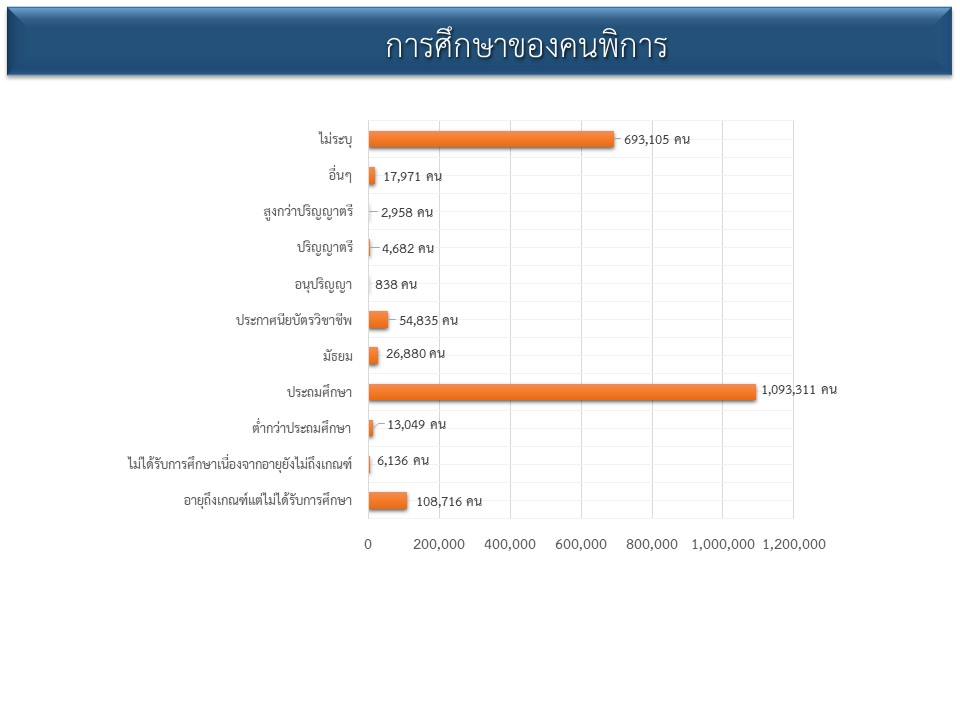 การศึกษาของคนพิการ
ไม่ระบุ 693,105 คน
อื่นๆ 17,971 คน
สูงกว่าปริญญาตรี 2,958 คน
ปริญญาตรี 4,682 คน
อนุปริญญา 838 คน
ประกาศนียบัตรวิชาชีพ 54,835 คน
มัธยม 26,880 คน
ประถมศึกษา 1,093,311 คน
ต่ำกว่าประถมศึกษา 13,049 คน
ไม่ได้รับการศึกษาเนื่องจากอายุยังไม่ถึงเกณฑ์ 6,136 คน
อายุถึงเกณฑ์แต่ไม่ได้รับการศึกษา 108,716 คน
0 200,000 400,000 600,000 800,000 1,000,000 1,200,000